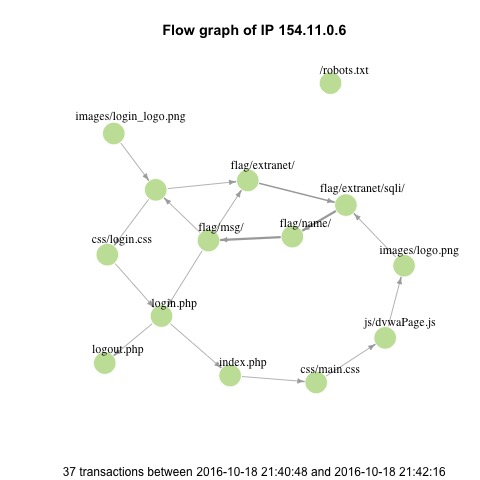 Flow graph of IP 154.11.0.6
/robots.txt
images/login_logo.png
flag/extranet/
flag/extranet/sqli/
flag/msg/
flag/name/
css/login.css
images/logo.png
login.php
js/dvwaPage.js
logout.php
index.php
css/main.css
37 transactions between 2016-10-18 21:40:48 and 2016-10-18 21:42:16